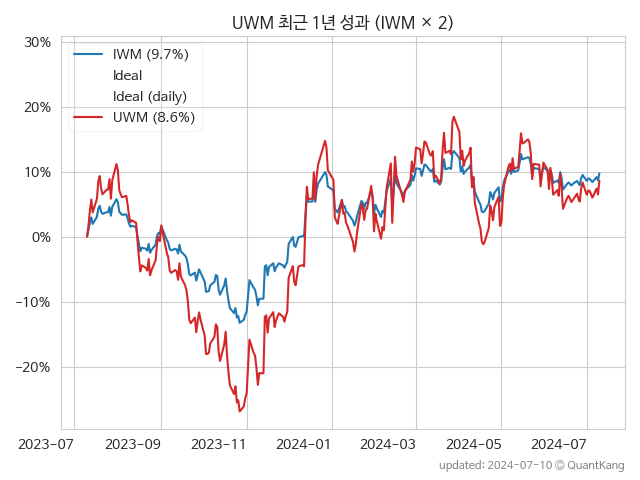 UWM 최근 1년 성과 (IWM × 2)
30%
20%
10%
0%
−10%
−20%
IWM (9.7%)
Ideal
Ideal (daily)
UWM (8.6%)
2023-07
2023-09
2023-11
2024-01
2024-03
2024-05
2024-07
updated: 2024-07-10 © QuantKang